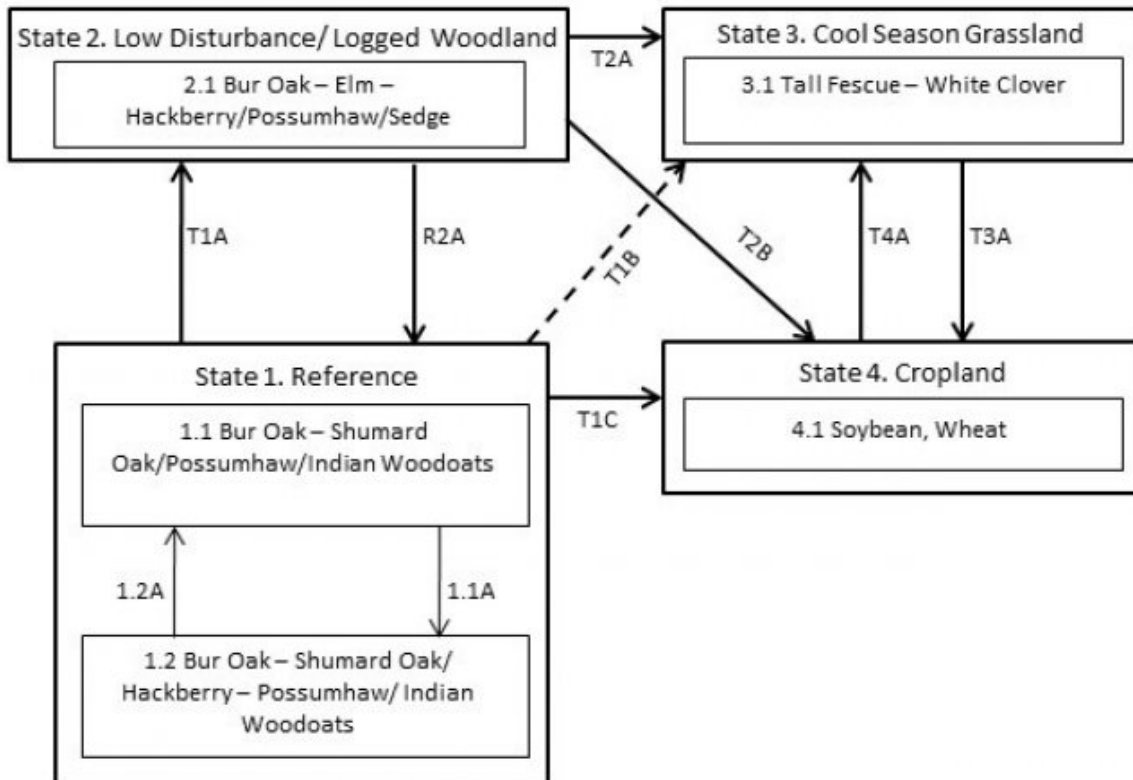 State 2. Low Disturbance/ Logged Woodland
2.1 Bur Oak – Elm –
Hackberry/Possumhaw/Sedge
T2A
State 3. Cool Season Grassland
3.1 Tall Fescue – White Clover
T1A
R2A
T1B
T2B
T4A
T3A
State 1. Reference
1.1 Bur Oak – Shumard
Oak/Possumhaw/Indian Woodoats
1.2A
1.1A
1.2 Bur Oak – Shumard Oak/
Hackberry – Possumhaw/ Indian
Woodoats
T1C
State 4. Cropland
4.1 Soybean, Wheat